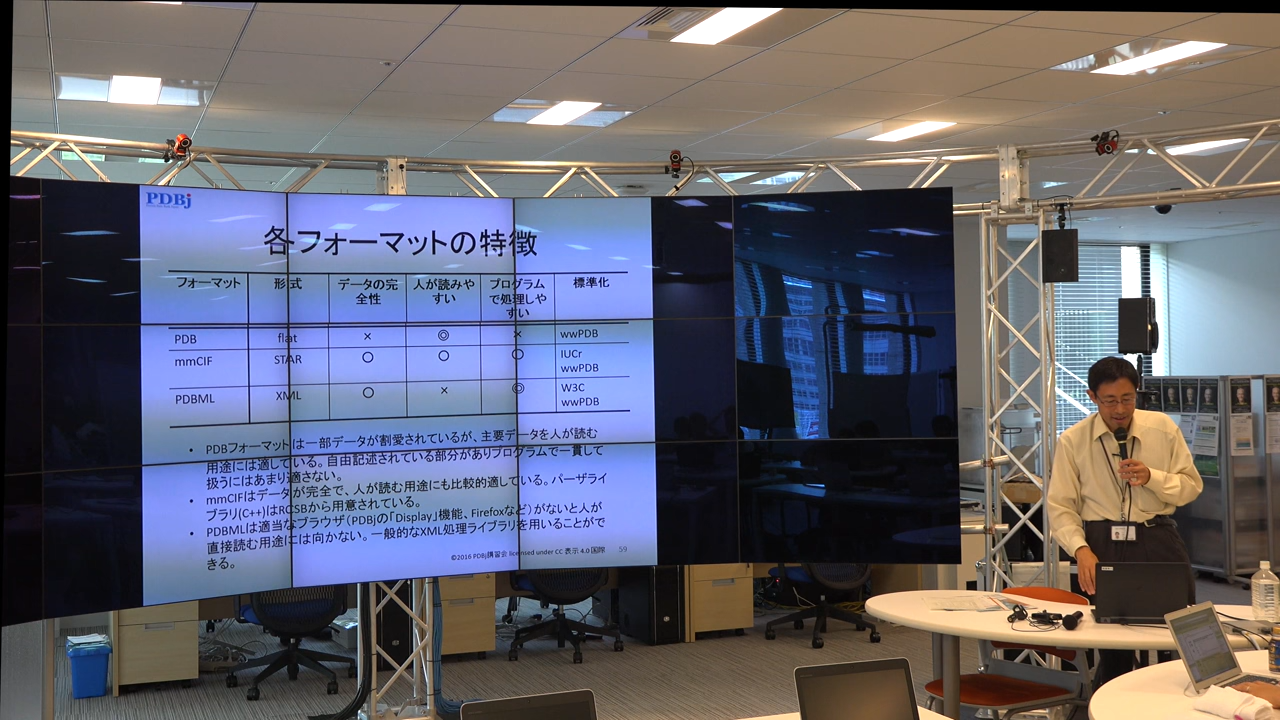 PDBj
各フォーマットの特徴
フォーマット 形式 データの完全性 人が読みやすい プログラムで処理しやすい 標準化
PDB flat × ◎ × wwPDB
mmCIF STAR ○ ○ ○ IUCr wwPDB
PDBML XML ○ × ◎ W3C wwPDB
• PDBフォーマットは一部データが割愛されているが、主要データを人が読む
用途には適している。自由記述されている部分がありプログラムで一貫して
扱うにはあまり適さない。
• mmCIFはデータが完全で、人が読む用途にも比較的適している。パーザライ
ブラリ(C++)はRCSBから用意されている。
• PDBMLは適当なブラウザ(PDBjの「Display」機能、Firefoxなど)がないと人が
直接読む用途には向かない。一般的なXML処理ライブラリを用いることがで
きる。
©2016 PDBj講習会 licensed under CC 表示 4.0 国際 59